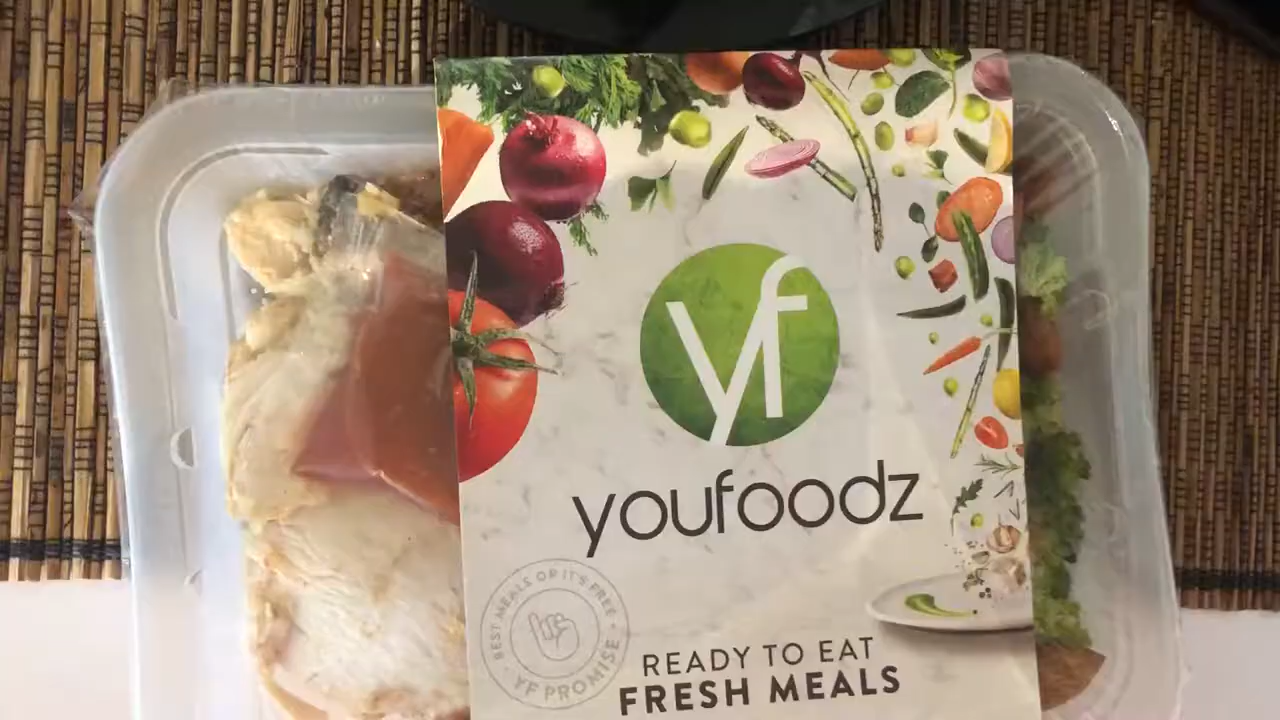 yf
youfoodz
BEST MEALS OR IT'S FREE
YF PROMISE
READY TO EAT
FRESH MEALS